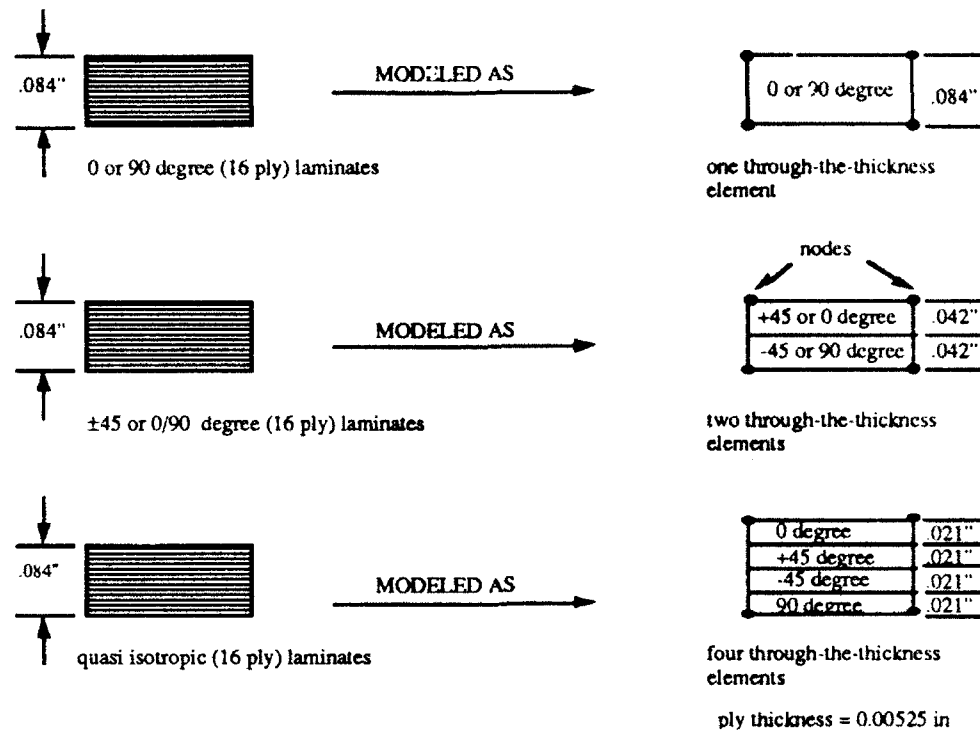 .084"
MODELED AS
0 or 90 degree
.084"
0 or 90 degree (16 ply) laminates
one through-the-thickness
element
nodes
.084"
MODELED AS
+45 or 0 degree
.042"
-45 or 90 degree
.042"
±45 or 0/90 degree (16 ply) laminates
two through-the-thickness
elements
.084"
MODELED AS
0 degree
.021"
+45 degree
.021"
-45 degree
.021"
90 degree
.021"
quasi isotropic (16 ply) laminates
four through-the-thickness
elements
ply thickness = 0.00525 in